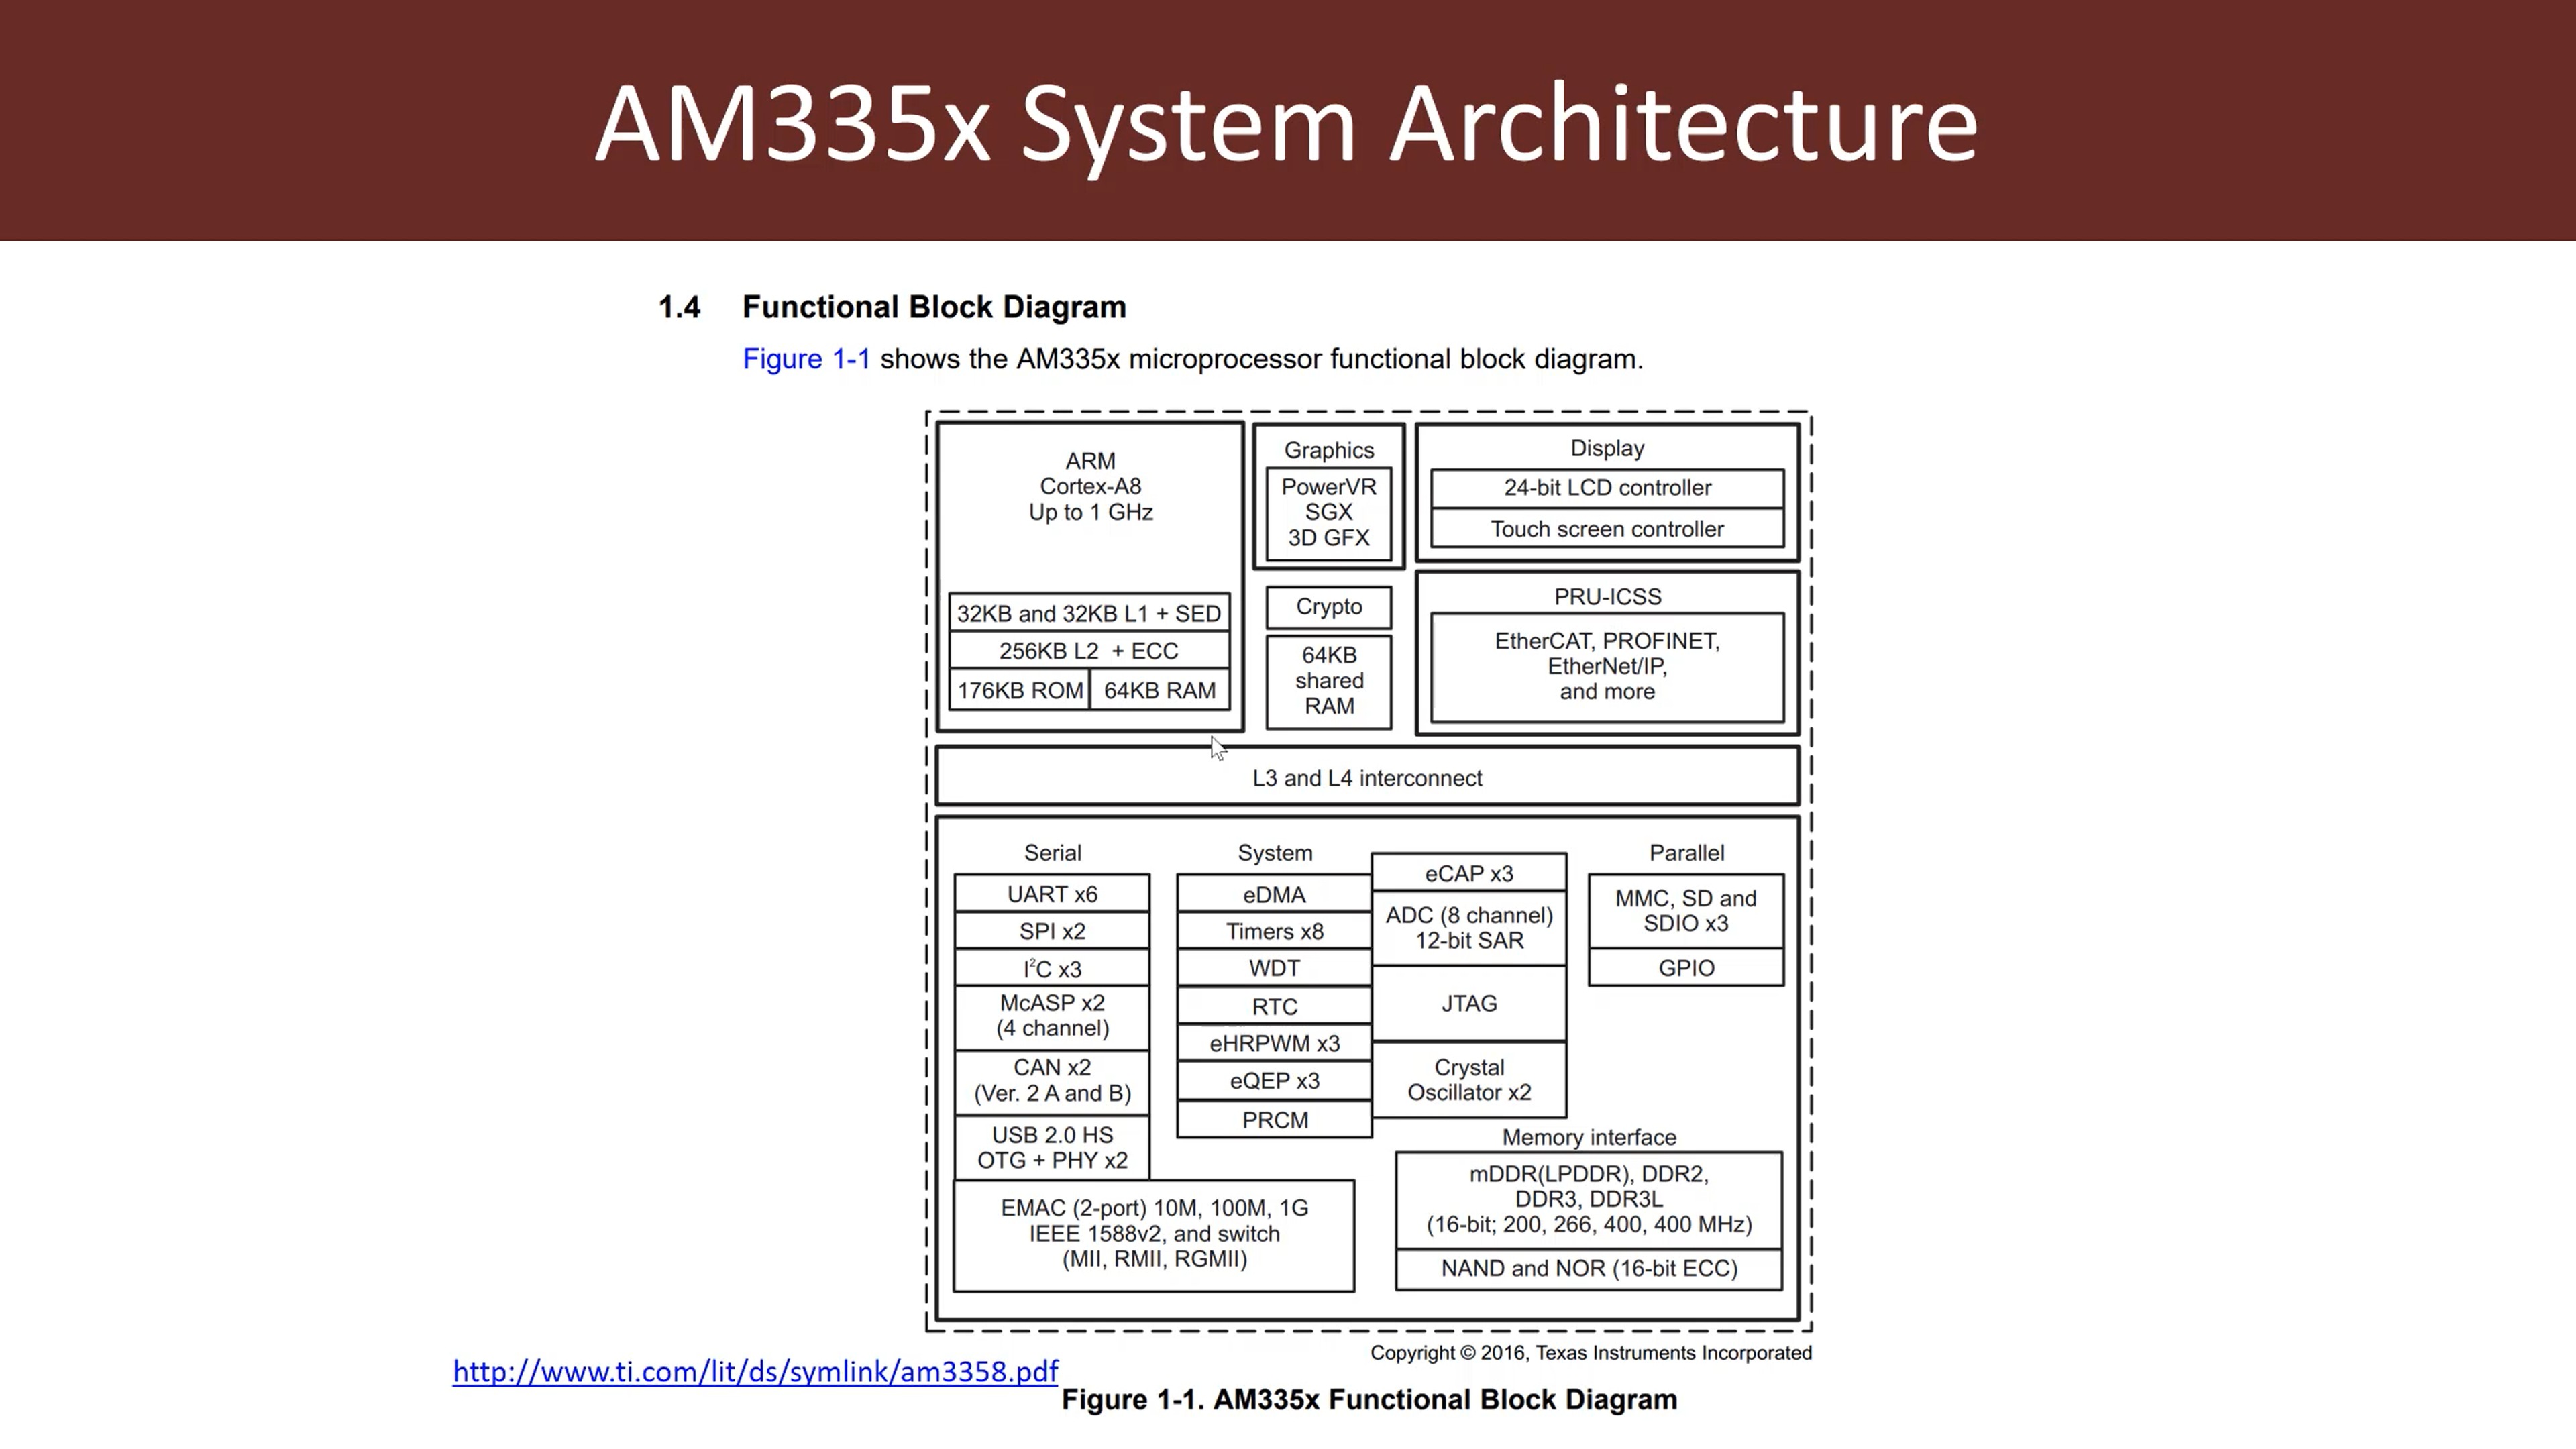 AM335x System Architecture
1.4 Functional Block Diagram
Figure 1-1 shows the AM335x microprocessor functional block diagram.
ARM
Cortex-A8
Up to 1 GHz
32KB and 32KB L1 + SED
256KB L2 + ECC
176KB ROM
64KB RAM
Graphics
PowerVR
SGX
3D GFX
Crypto
64KB
shared
RAM
Display
24-bit LCD controller
Touch screen controller
PRU-ICSS
EtherCAT, PROFINET,
EtherNet/IP,
and more
L3 and L4 interconnect
Serial
UART x6
SPI x2
I²C x3
McASP x2
(4 channel)
CAN x2
(Ver. 2 A and B)
USB 2.0 HS
OTG + PHY x2
EMAC (2-port) 10M, 100M, 1G
IEEE 1588v2, and switch
(MII, RMII, RGMII)
System
eDMA
Timers x8
WDT
RTC
eHRPWM x3
eQEP x3
PRCM
eCAP x3
ADC (8 channel)
12-bit SAR
JTAG
Crystal
Oscillator x2
Parallel
MMC, SD and
SDIO x3
GPIO
Memory interface
mDDR(LPDDR), DDR2,
DDR3, DDR3L
(16-bit; 200, 266, 400, 400 MHz)
NAND and NOR (16-bit ECC)
Copyright © 2016, Texas Instruments Incorporated
http://www.ti.com/lit/ds/symlink/am3358.pdf
Figure 1-1. AM335x Functional Block Diagram